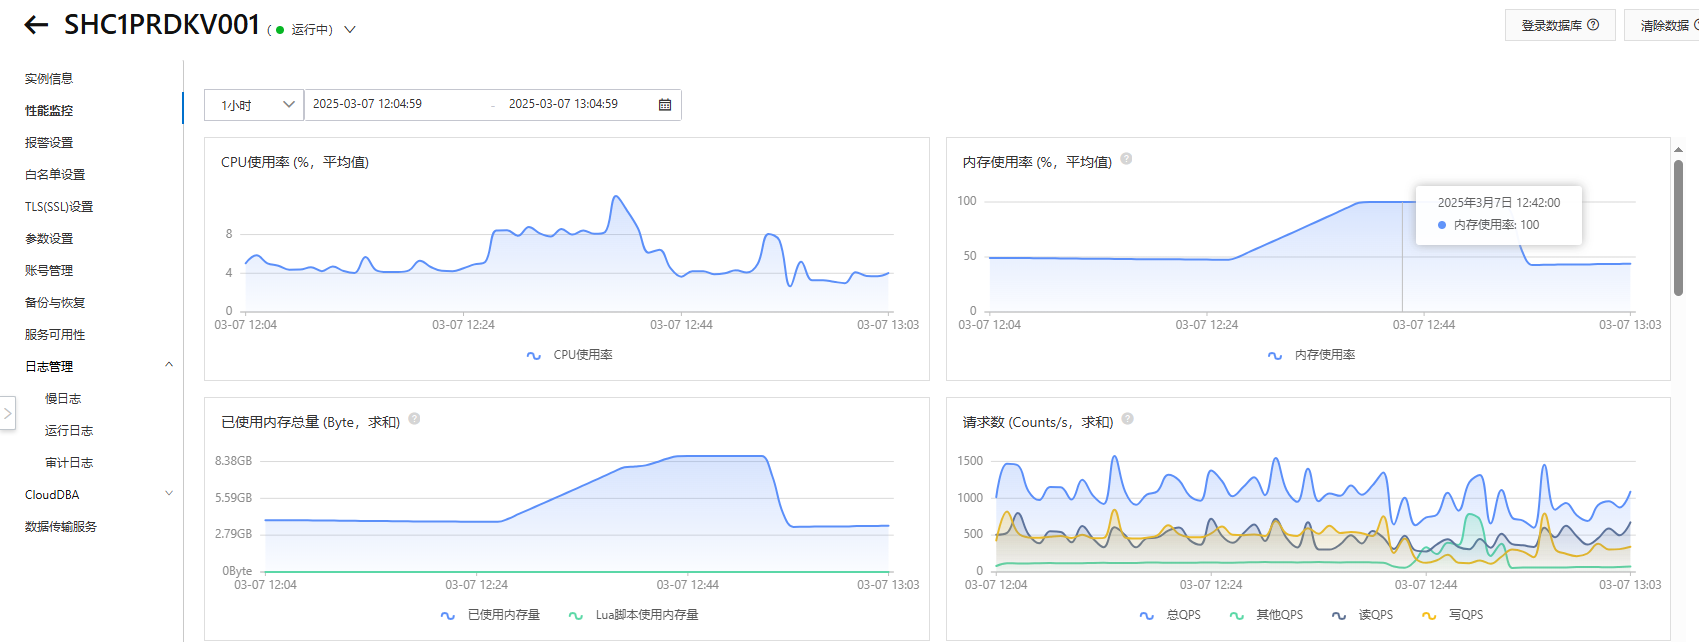 SHC1PRDKV001 ( 运行中)
登录数据库
清除数据
实例信息
性能监控
报警设置
白名单设置
TLS(SSL)设置
参数设置
账号管理
备份与恢复
服务可用性
日志管理
慢日志
运行日志
审计日志
CloudDBA
数据传输服务
1小时
2025-03-07 12:04:59 - 2025-03-07 13:04:59
CPU使用率 (%，平均值)
8
4
0
03-07 12:04 03-07 12:24 03-07 12:44 03-07 13:03
CPU使用率
内存使用率 (%，平均值) ?
100
50
0
2025年3月7日 12:42:00
内存使用率: 100
03-07 12:04 03-07 12:24 03-07 12:44 03-07 13:03
内存使用率
已使用内存总量 (Byte，求和) ?
8.38GB
5.59GB
2.79GB
0Byte
03-07 12:04 03-07 12:24 03-07 12:44 03-07 13:03
已使用内存量 Lua脚本使用内存量
请求数 (Counts/s，求和) ?
1500
1000
500
0
03-07 12:04 03-07 12:24 03-07 12:44 03-07 13:03
总QPS 其他QPS 读QPS 写QPS